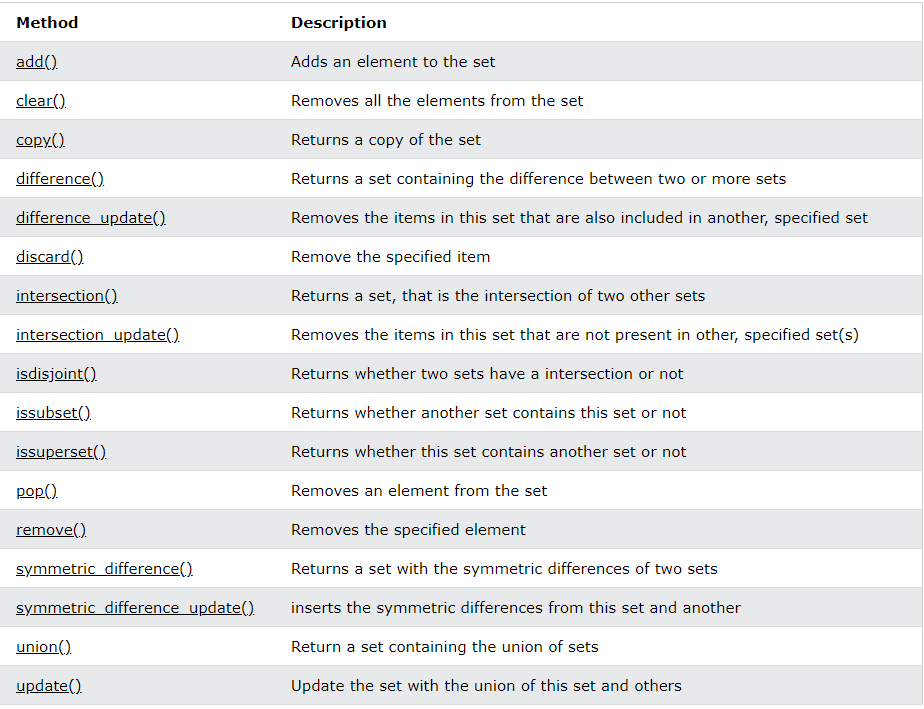 Method Description
add() Adds an element to the set
clear() Removes all the elements from the set
copy() Returns a copy of the set
difference() Returns a set containing the difference between two or more sets
difference_update() Removes the items in this set that are also included in another, specified set
discard() Remove the specified item
intersection() Returns a set, that is the intersection of two other sets
intersection_update() Removes the items in this set that are not present in other, specified set(s)
isdisjoint() Returns whether two sets have a intersection or not
issubset() Returns whether another set contains this set or not
issuperset() Returns whether this set contains another set or not
pop() Removes an element from the set
remove() Removes the specified element
symmetric_difference() Returns a set with the symmetric differences of two sets
symmetric_difference_update() inserts the symmetric differences from this set and another
union() Return a set containing the union of sets
update() Update the set with the union of this set and others